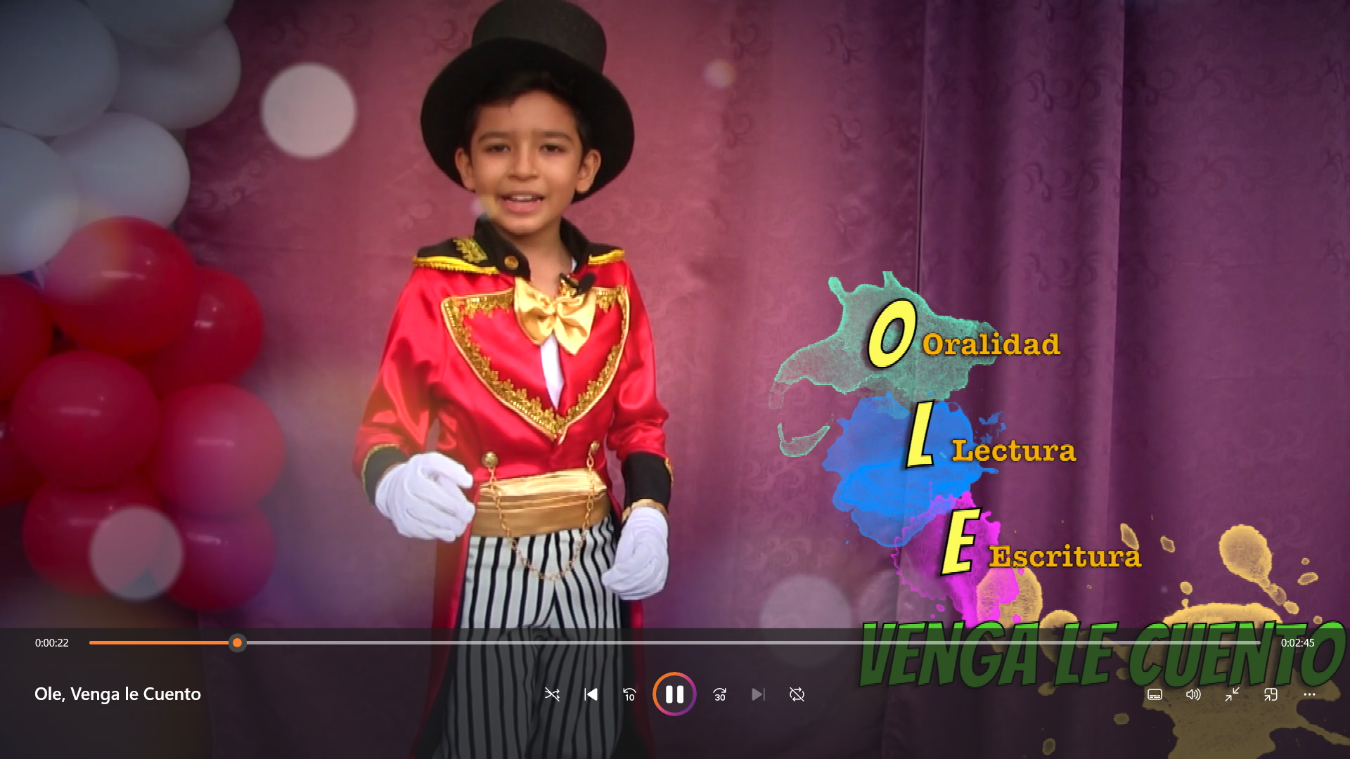 O Oralidad
L Lectura
E Escritura
VENGA LE CUENTO
0:00:22
0:02:45
Ole, Venga le Cuento
10
30